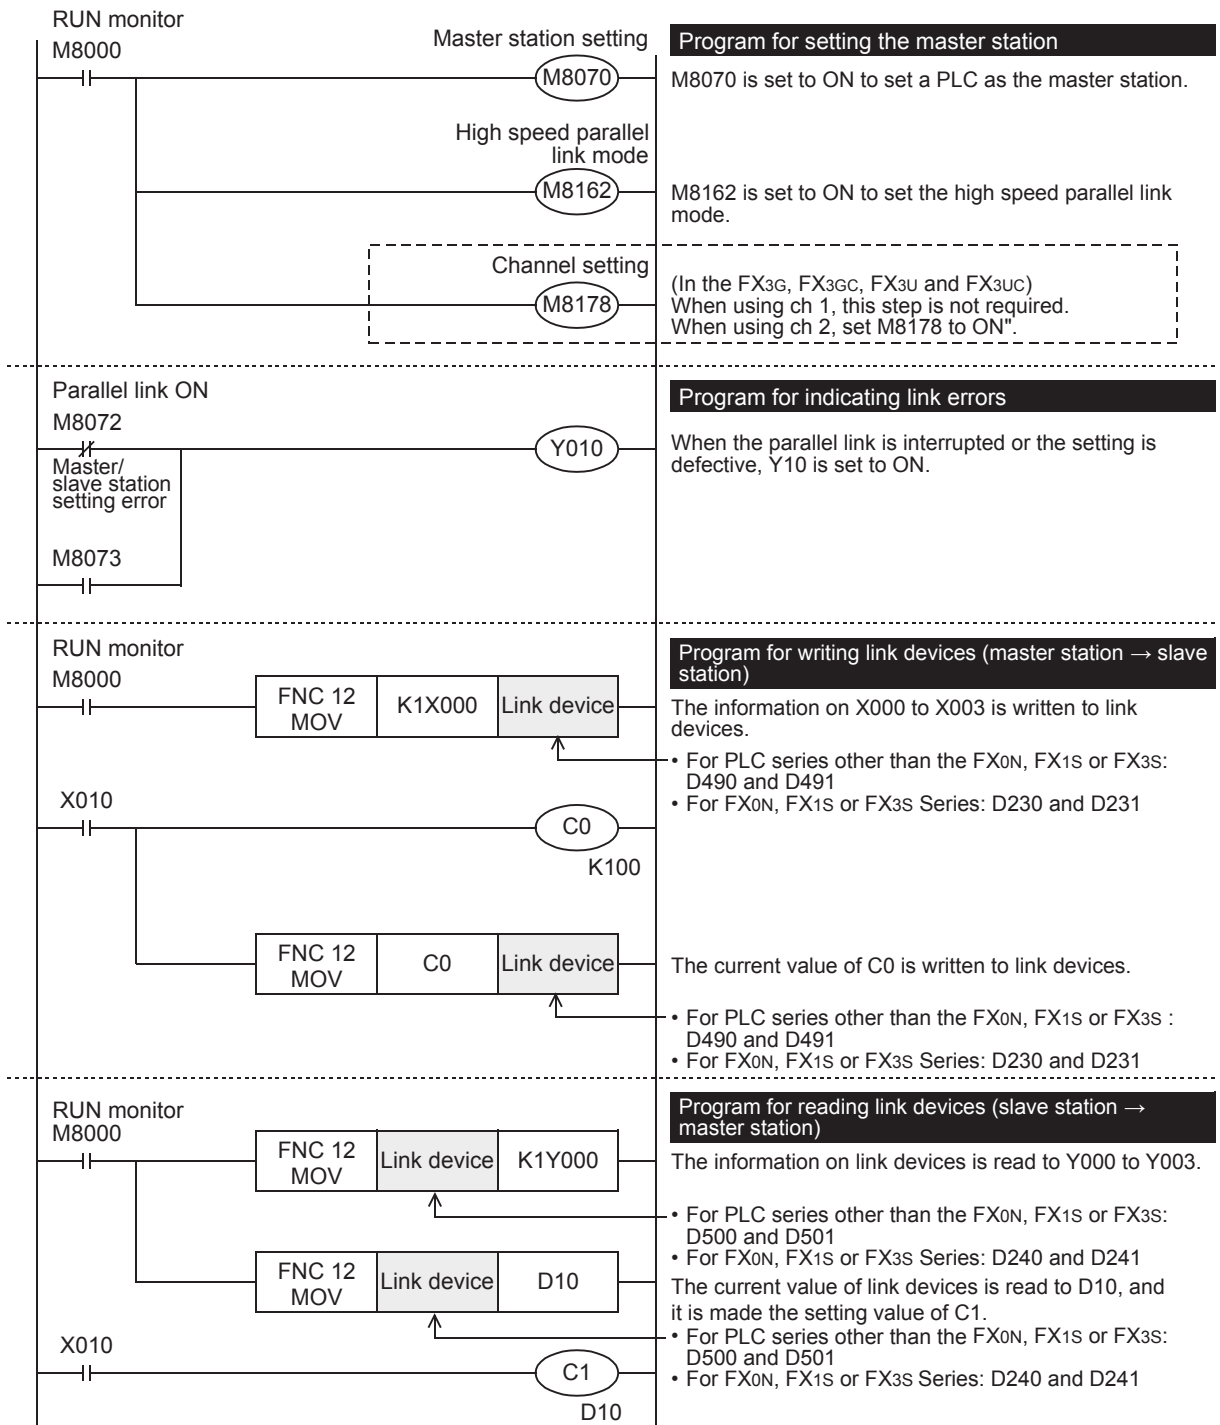 RUN monitor
M8000
Master station setting
M8070
Program for setting the master station
M8070 is set to ON to set a PLC as the master station.
High speed parallel
link mode
M8162
M8162 is set to ON to set the high speed parallel link
mode.
Channel setting
M8178
(In the FX3G, FX3GC, FX3U and FX3UC)
When using ch 1, this step is not required.
When using ch 2, set M8178 to ON".
Parallel link ON
M8072
Master/
slave station
setting error
M8073
Y010
Program for indicating link errors
When the parallel link is interrupted or the setting is
defective, Y10 is set to ON.
RUN monitor
M8000
FNC 12
MOV
K1X000
Link device
Program for writing link devices (master station → slave
station)
The information on X000 to X003 is written to link
devices.
• For PLC series other than the FX0N, FX1S or FX3S:
D490 and D491
• For FX0N, FX1S or FX3S Series: D230 and D231
X010
C0
K100
FNC 12
MOV
C0
Link device
The current value of C0 is written to link devices.
• For PLC series other than the FX0N, FX1S or FX3S :
D490 and D491
• For FX0N, FX1S or FX3S Series: D230 and D231
RUN monitor
M8000
FNC 12
MOV
Link device
K1Y000
Program for reading link devices (slave station →
master station)
The information on link devices is read to Y000 to Y003.
• For PLC series other than the FX0N, FX1S or FX3S:
D500 and D501
• For FX0N, FX1S or FX3S Series: D240 and D241
FNC 12
MOV
Link device
D10
The current value of link devices is read to D10, and
it is made the setting value of C1.
• For PLC series other than the FX0N, FX1S or FX3S:
D500 and D501
• For FX0N, FX1S or FX3S Series: D240 and D241
X010
C1
D10